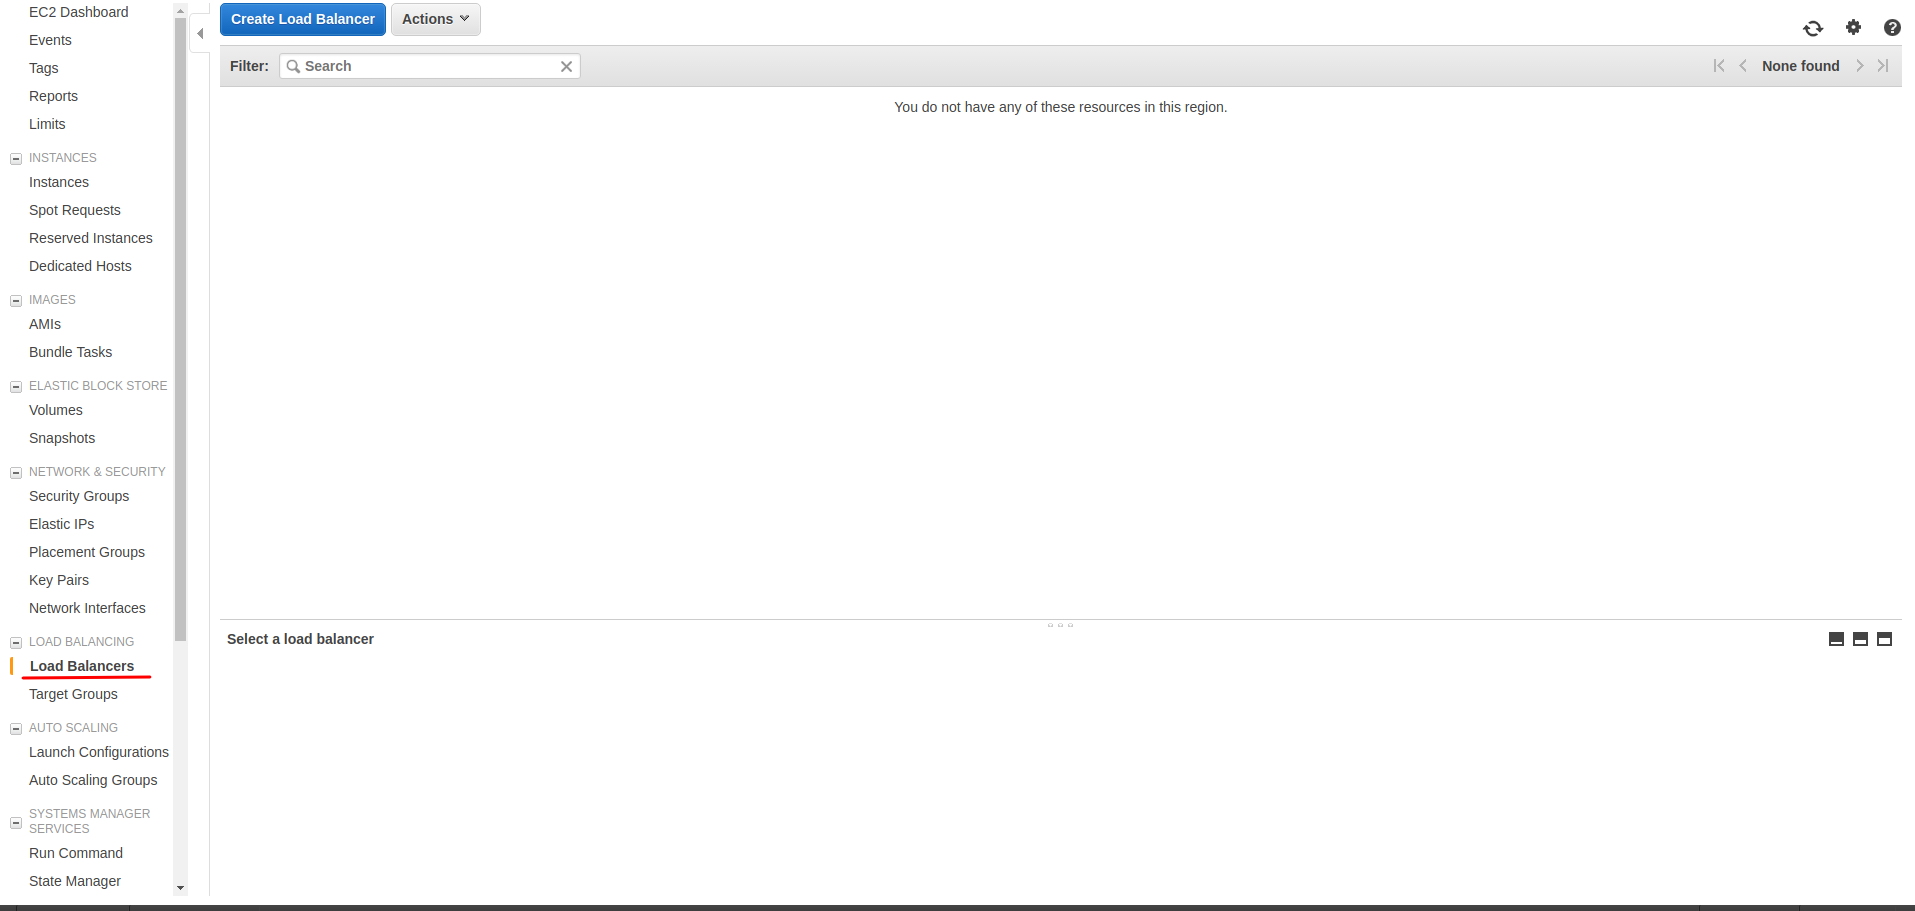 EC2 Dashboard
Events
Tags
Reports
Limits
INSTANCES
Instances
Spot Requests
Reserved Instances
Dedicated Hosts
IMAGES
AMIs
Bundle Tasks
ELASTIC BLOCK STORE
Volumes
Snapshots
NETWORK & SECURITY
Security Groups
Elastic IPs
Placement Groups
Key Pairs
Network Interfaces
LOAD BALANCING
Load Balancers
Target Groups
AUTO SCALING
Launch Configurations
Auto Scaling Groups
SYSTEMS MANAGER
SERVICES
Run Command
State Manager
Create Load Balancer
Actions
Filter:
Search
None found
You do not have any of these resources in this region.
Select a load balancer